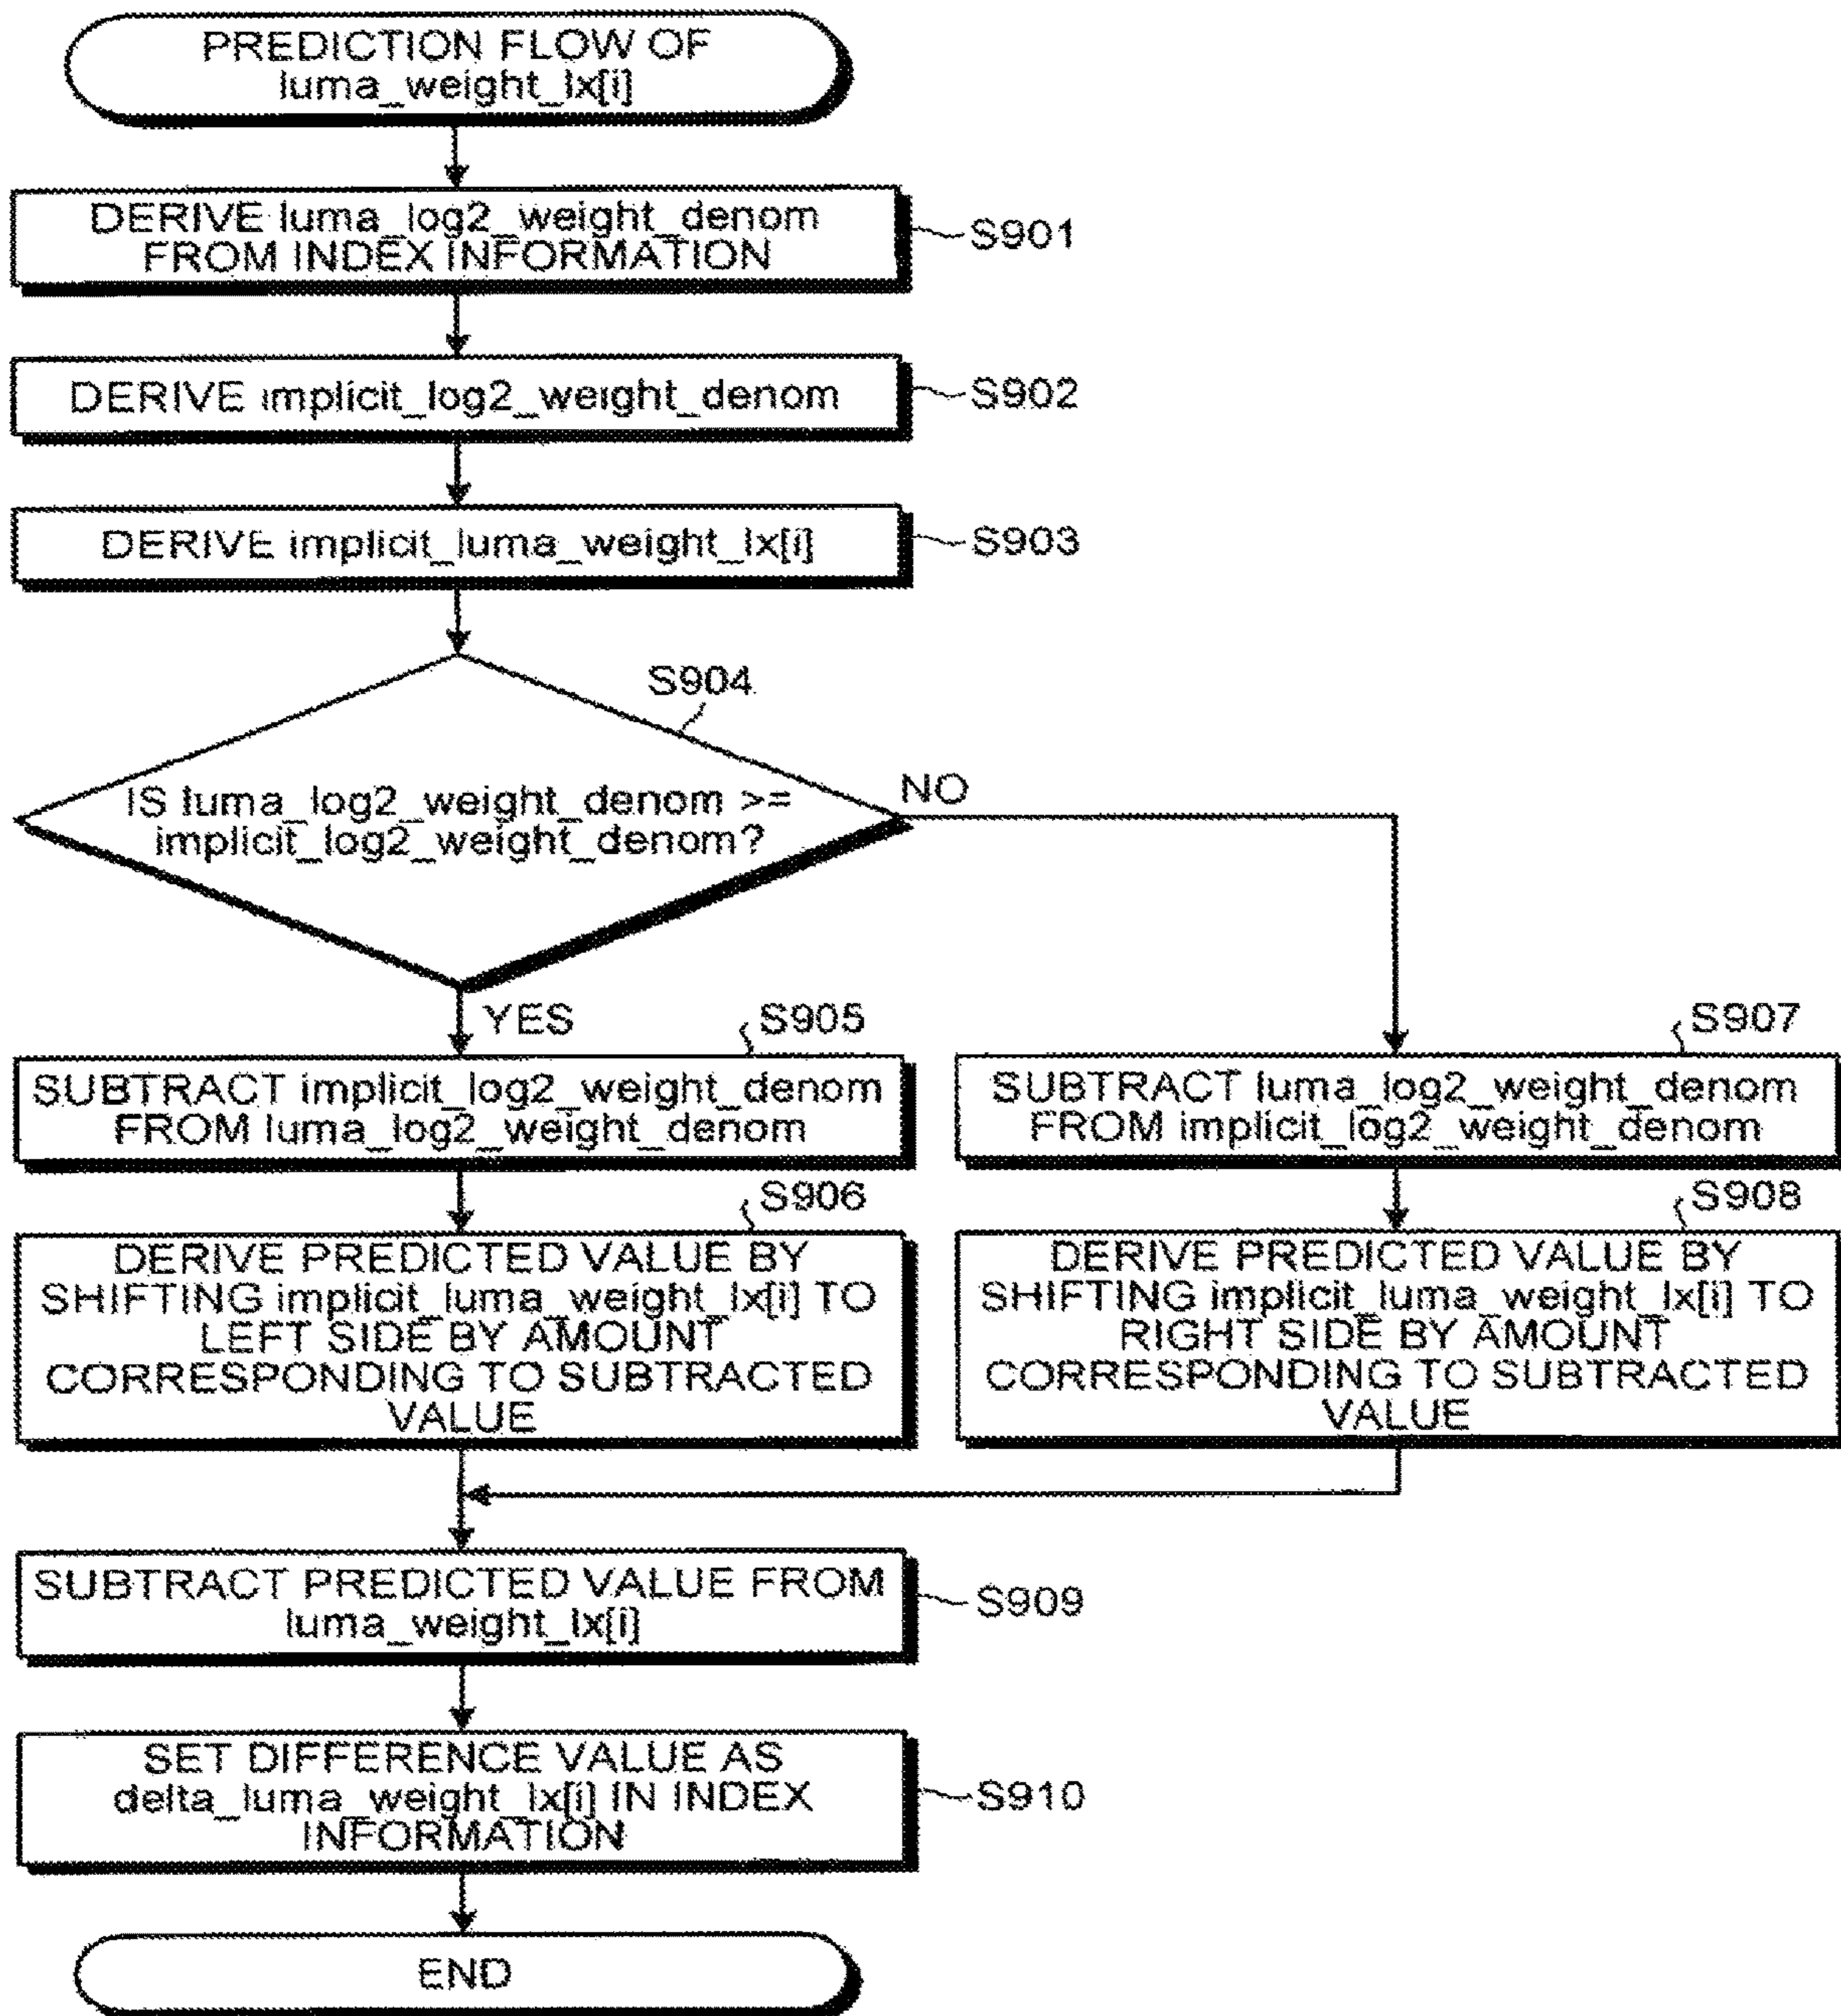 PREDICTION FLOW OF
luma_weight_lx[i]
DERIVE luma_log2_weight_denom
FROM INDEX INFORMATION
S901
DERIVE implicit_log2_weight_denom
S902
DERIVE implicit_luma_weight_lx[i]
S903
S904
IS luma_log2_weight_denom >=
implicit_log2_weight_denom?
NO
YES
S905
SUBTRACT implicit_log2_weight_denom
FROM luma_log2_weight_denom
S907
SUBTRACT luma_log2_weight_denom
FROM implicit_log2_weight_denom
S906
DERIVE PREDICTED VALUE BY
SHIFTING implicit_luma_weight_lx[i] TO
LEFT SIDE BY AMOUNT
CORRESPONDING TO SUBTRACTED
VALUE
S908
DERIVE PREDICTED VALUE BY
SHIFTING implicit_luma_weight_lx[i] TO
RIGHT SIDE BY AMOUNT
CORRESPONDING TO SUBTRACTED
VALUE
SUBTRACT PREDICTED VALUE FROM
luma_weight_lx[i]
S909
SET DIFFERENCE VALUE AS
delta_luma_weight_lx[i] IN INDEX
INFORMATION
S910
END